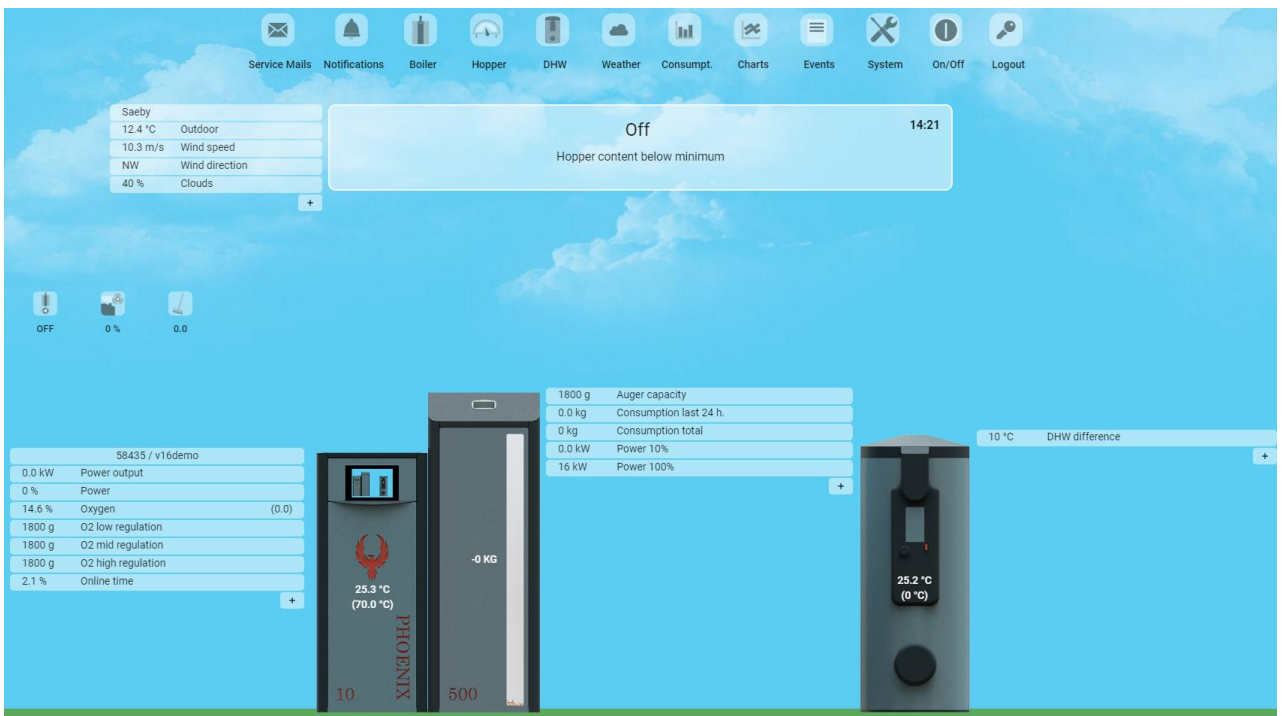 Service Mails Notifications Boiler Hopper DHW Weather Consumpt. Charts Events System On/Off Logout
Saeby
12.4 °C Outdoor
10.3 m/s Wind speed
NW Wind direction
40 % Clouds
+
Off
14:21
Hopper content below minimum
OFF 0 % 0.0
58435 / v16demo
0.0 kW Power output
0 % Power
14.6 % Oxygen (0.0)
1800 g O2 low regulation
1800 g O2 mid regulation
1800 g O2 high regulation
2.1 % Online time
+
25.3 °C
(70.0 °C)
PHOENIX
10
-0 KG
500
1800 g Auger capacity
0.0 kg Consumption last 24 h.
0 kg Consumption total
0.0 kW Power 10%
16 kW Power 100%
+
25.2 °C
(0 °C)
10 °C DHW difference
+